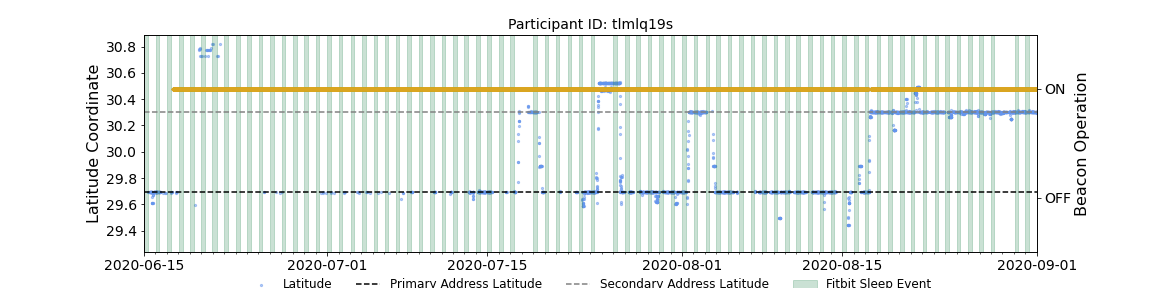 Participant ID: tlmlq19s
30.8
30.6
30.4
30.2
30.0
29.8
29.6
29.4
Latitude Coordinate
ON
OFF
Beacon Operation
2020-06-15 2020-07-01 2020-07-15 2020-08-01 2020-08-15 2020-09-01
Latitude Primary Address Latitude Secondary Address Latitude Fitbit Sleep Event